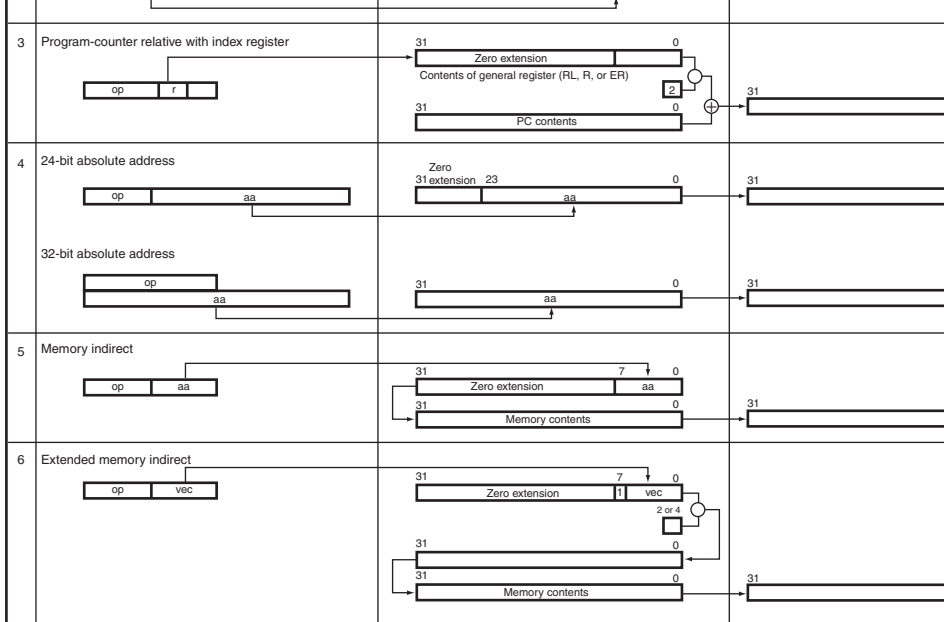 3 Program-counter relative with index register
31 0
Zero extension
Contents of general register (RL, R, or ER)
op r
2
31 0
PC contents
+
31
4 24-bit absolute address
Zero
31 extension 23 0
op aa
aa
31
32-bit absolute address
op
aa
31 0
aa
31
5 Memory indirect
31 7 0
op aa
Zero extension aa
31 0
Memory contents
31
6 Extended memory indirect
31 7 0
op vec
Zero extension 1 vec
2 or 4
31 0
31 0
Memory contents
31